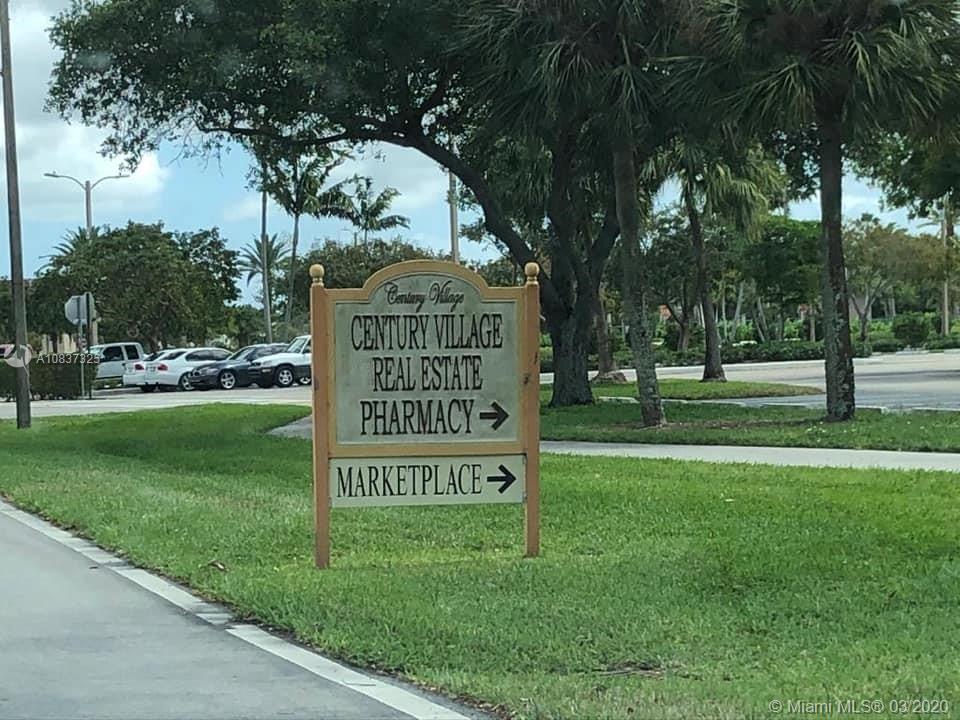 Century Village
CENTURY VILLAGE
REAL ESTATE
PHARMACY →
MARKETPLACE →
A10837325
© Miami MLS® 03/2020